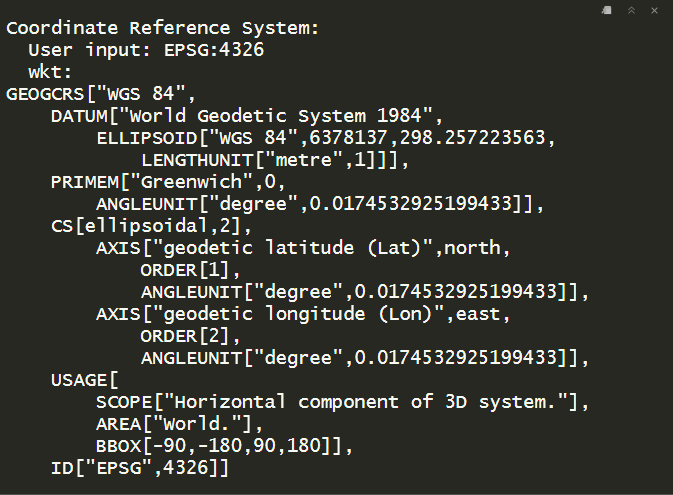 Coordinate Reference System:
  User input: EPSG:4326
  wkt:
GEOGCRS["WGS 84",
    DATUM["World Geodetic System 1984",
        ELLIPSOID["WGS 84",6378137,298.257223563,
            LENGTHUNIT["metre",1]]],
    PRIMEM["Greenwich",0,
        ANGLEUNIT["degree",0.0174532925199433]],
    CS[ellipsoidal,2],
        AXIS["geodetic latitude (Lat)",north,
            ORDER[1],
            ANGLEUNIT["degree",0.0174532925199433]],
        AXIS["geodetic longitude (Lon)",east,
            ORDER[2],
            ANGLEUNIT["degree",0.0174532925199433]],
    USAGE[
        SCOPE["Horizontal component of 3D system."],
        AREA["World."],
        BBOX[-90,-180,90,180]],
    ID["EPSG",4326]]